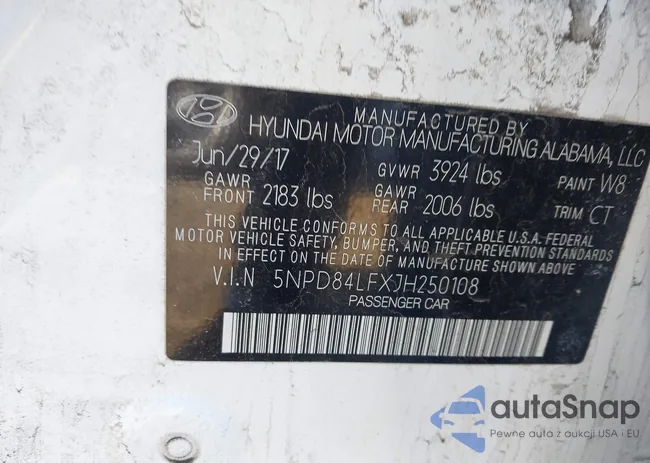 MANUFACTURED BY
HYUNDAI MOTOR MANUFACTURING ALABAMA, LLC
Jun/29/17 GVWR 3924 lbs PAINT W8
GAWR FRONT 2183 lbs GAWR REAR 2006 lbs TRIM CT
THIS VEHICLE CONFORMS TO ALL APPLICABLE U.S.A. FEDERAL
MOTOR VEHICLE SAFETY, BUMPER, AND THEFT PREVENTION STANDARDS
IN EFFECT ON THE DATE OF MANUFACTURE SHOWN ABOVE
V.I.N 5NPD84LFXJH250108
PASSENGER CAR
autaSnap
Pewne auta z aukcji USA i EU